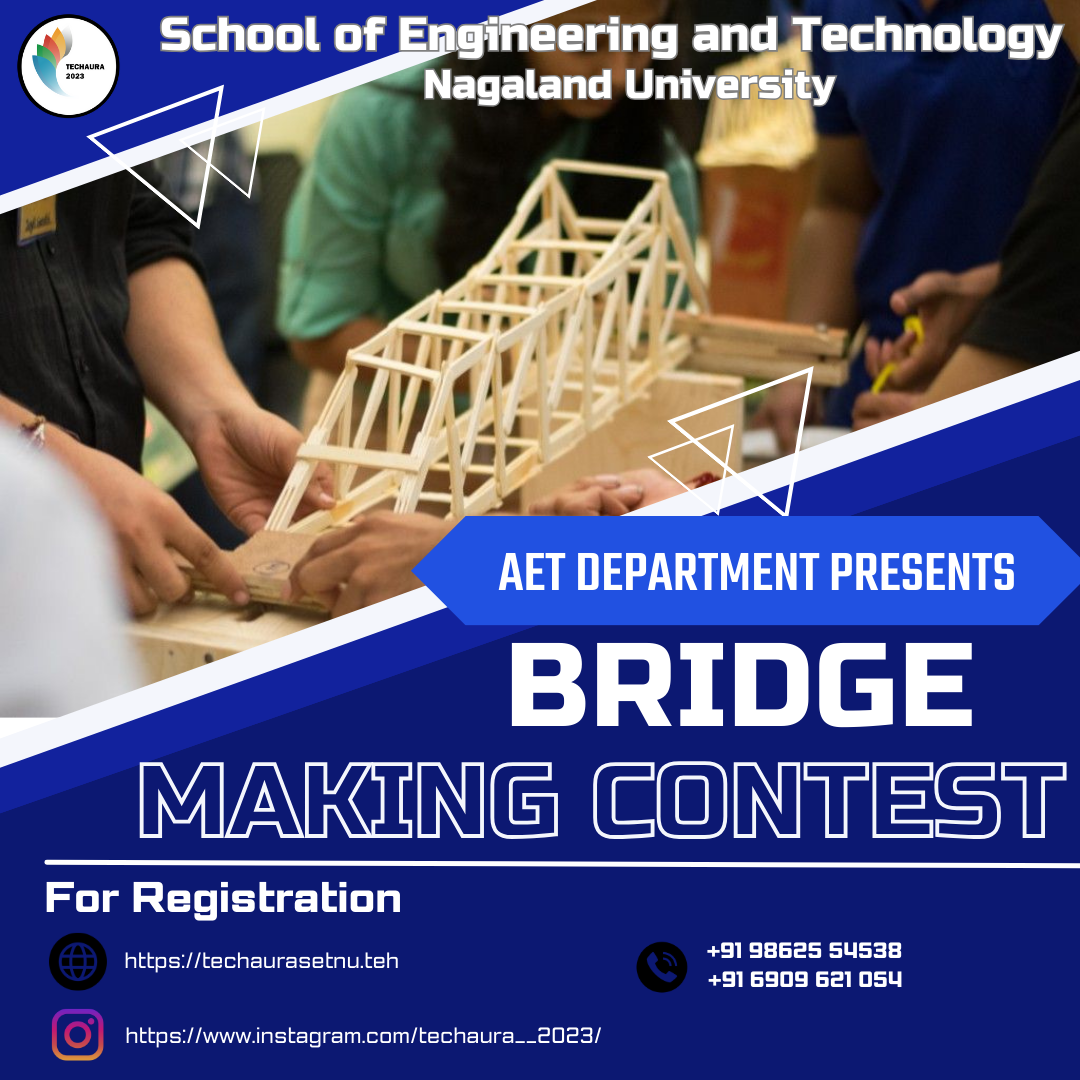 TECHAURA
2023
School of Engineering and Technology
Nagaland University
AET DEPARTMENT PRESENTS
BRIDGE
MAKING CONTEST
For Registration
https://techaurasetnu.teh
+91 98625 54538
+91 6909 621 054
https://www.instagram.com/techaura__2023/